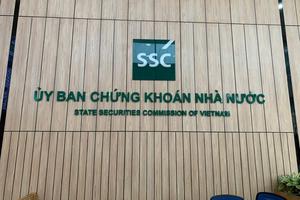 SSC
ỦY BAN CHỨNG KHOÁN NHÀ NƯỚC
STATE SECURITIES COMMISSION OF VIETNAM